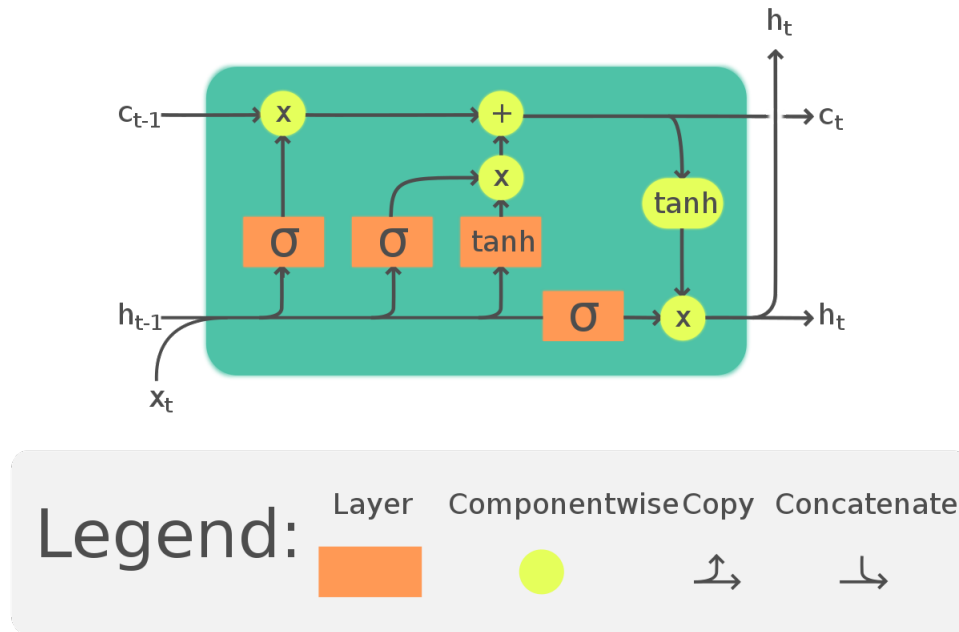 ht
ct-1
x
+
ct
x
tanh
σ
σ
tanh
ht-1
σ
x
ht
xt
Legend:
Layer
Componentwise
Copy
Concatenate